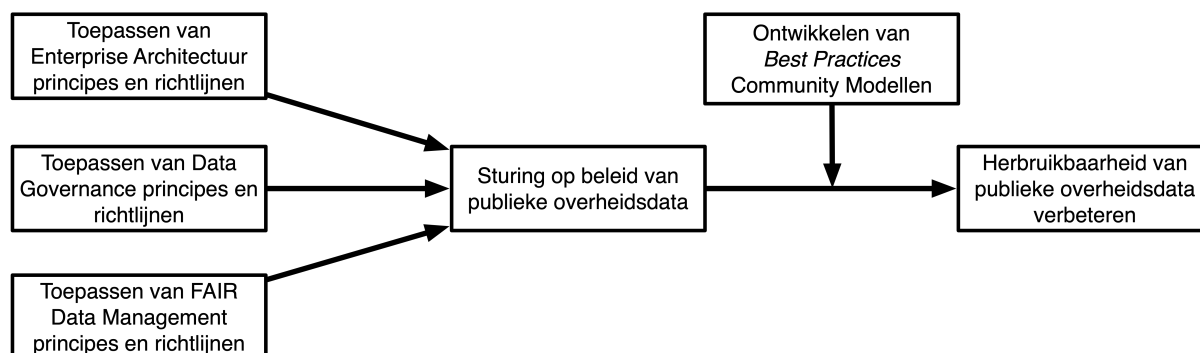 Toepassen van
Enterprise Architectuur
principes en richtlijnen
Toepassen van Data
Governance principes en
richtlijnen
Toepassen van FAIR
Data Management
principes en richtlijnen
Sturing op beleid van
publieke overheidsdata
Ontwikkelen van
Best Practices
Community Modellen
Herbruikbaarheid van
publieke overheidsdata
verbeteren